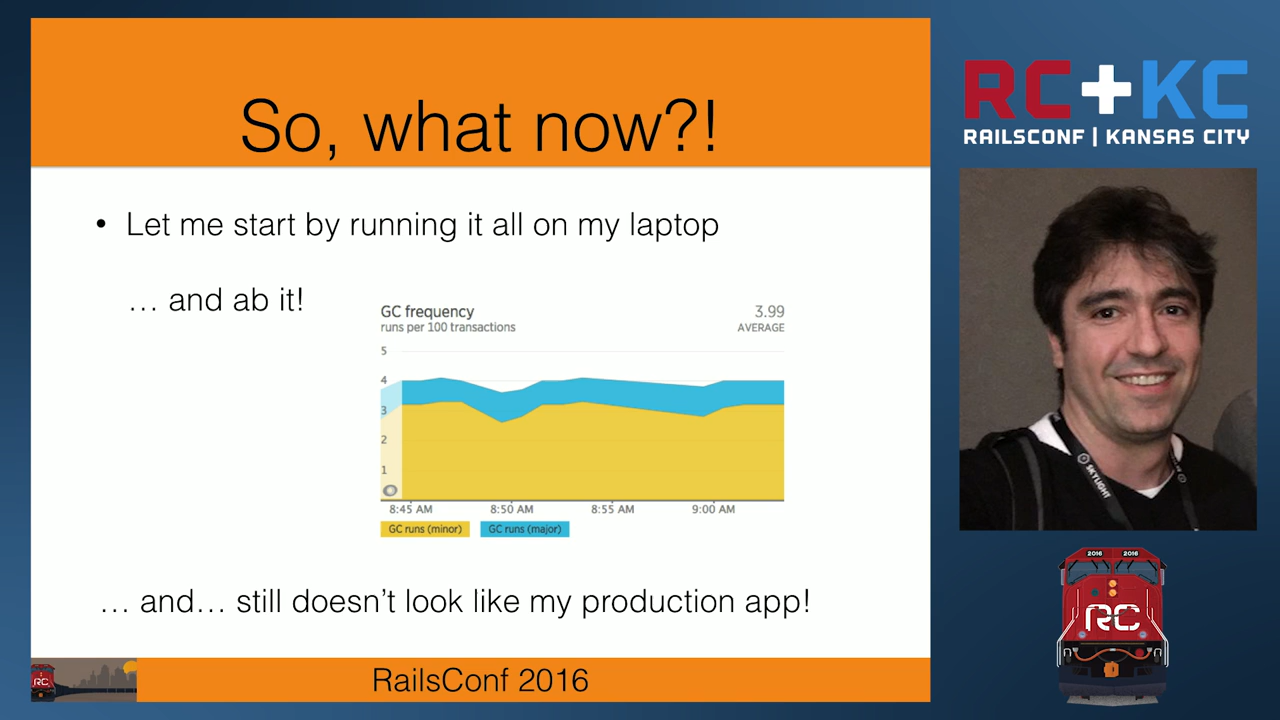 So, what now?!
• Let me start by running it all on my laptop
… and ab it!
GC frequency
3.99
runs per 100 transactions
AVERAGE
5
4
3
2
1
8:45 AM 8:50 AM 8:55 AM 9:00 AM
GC runs (minor) GC runs (major)
… and… still doesn't look like my production app!
RC
RailsConf 2016
RC+KC
RAILSCONF | KANSAS CITY
SKYLIGHT
2016 2016
RC